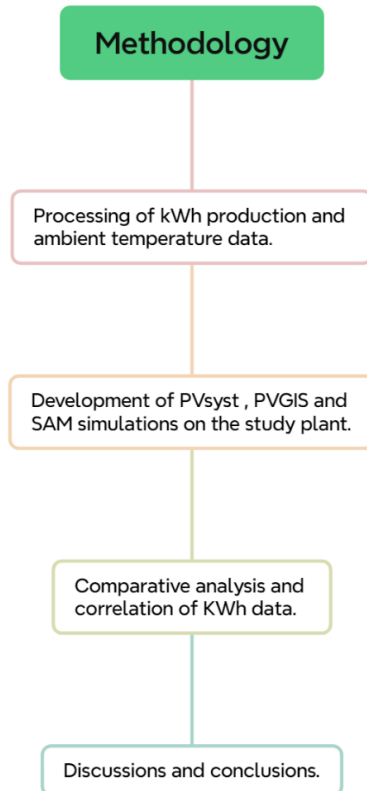 Methodology
Processing of kWh production and
ambient temperature data.
Development of PVsyst , PVGIS and
SAM simulations on the study plant.
Comparative analysis and
correlation of KWh data.
Discussions and conclusions.